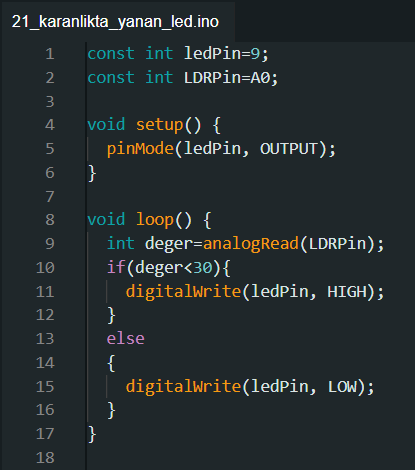 21_karanlikta_yanan_led.ino
1 const int ledPin=9;
2 const int LDRPin=A0;
3
4 void setup() {
5   pinMode(ledPin, OUTPUT);
6 }
7
8 void loop() {
9   int deger=analogRead(LDRPin);
10   if(deger<30){
11     digitalWrite(ledPin, HIGH);
12   }
13   else
14   {
15     digitalWrite(ledPin, LOW);
16   }
17 }
18